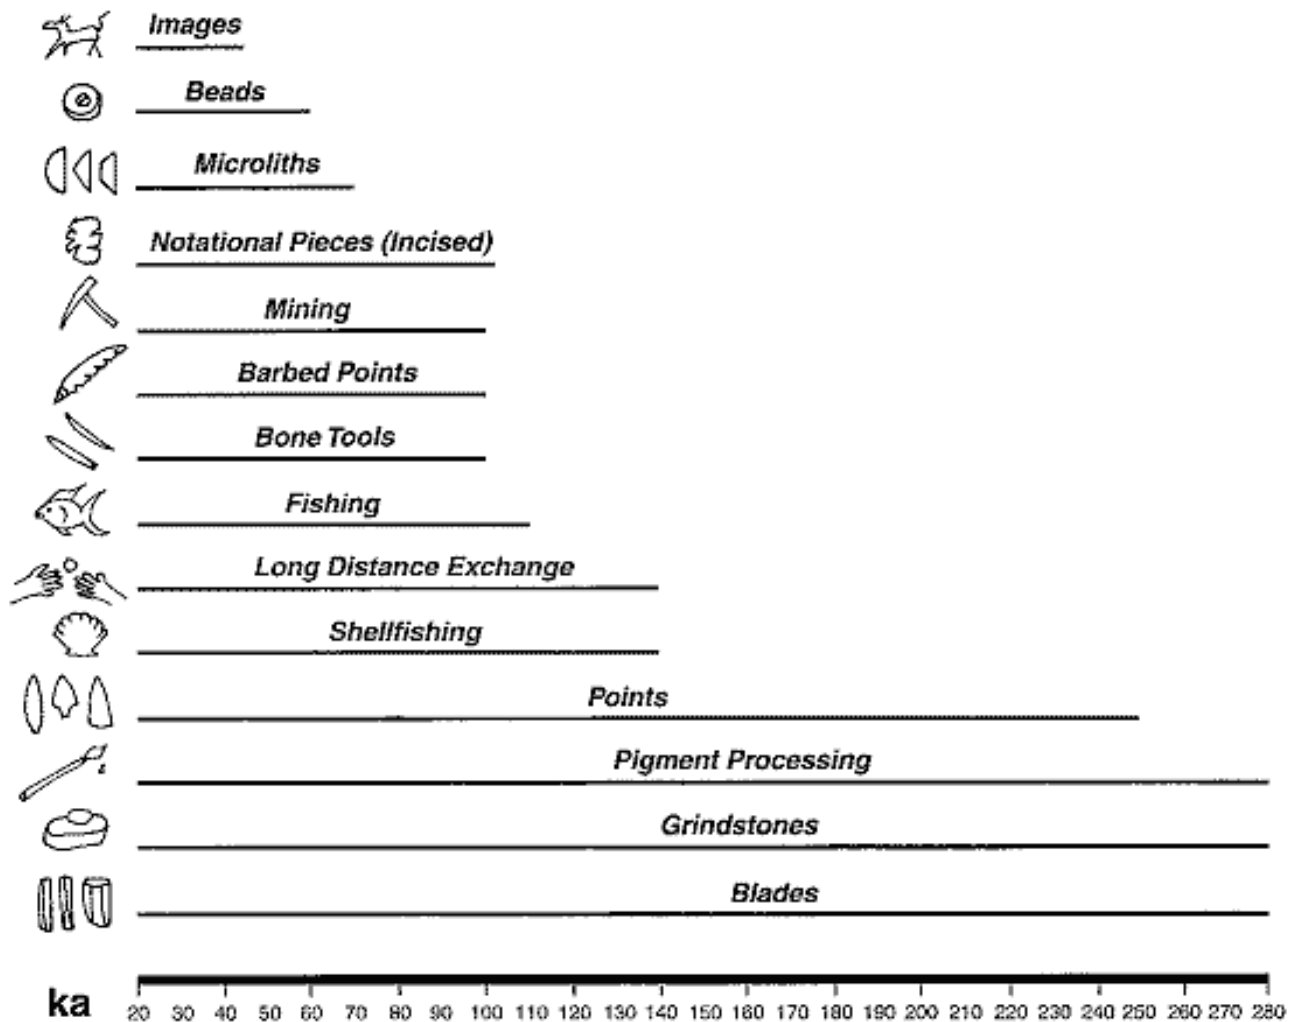 Images
Beads
Microliths
Notational Pieces (Incised)
Mining
Barbed Points
Bone Tools
Fishing
Long Distance Exchange
Shellfishing
Points
Pigment Processing
Grindstones
Blades
ka
20 30 40 50 60 70 80 90 100 110 120 130 140 150 160 170 180 190 200 210 220 230 240 250 260 270 280